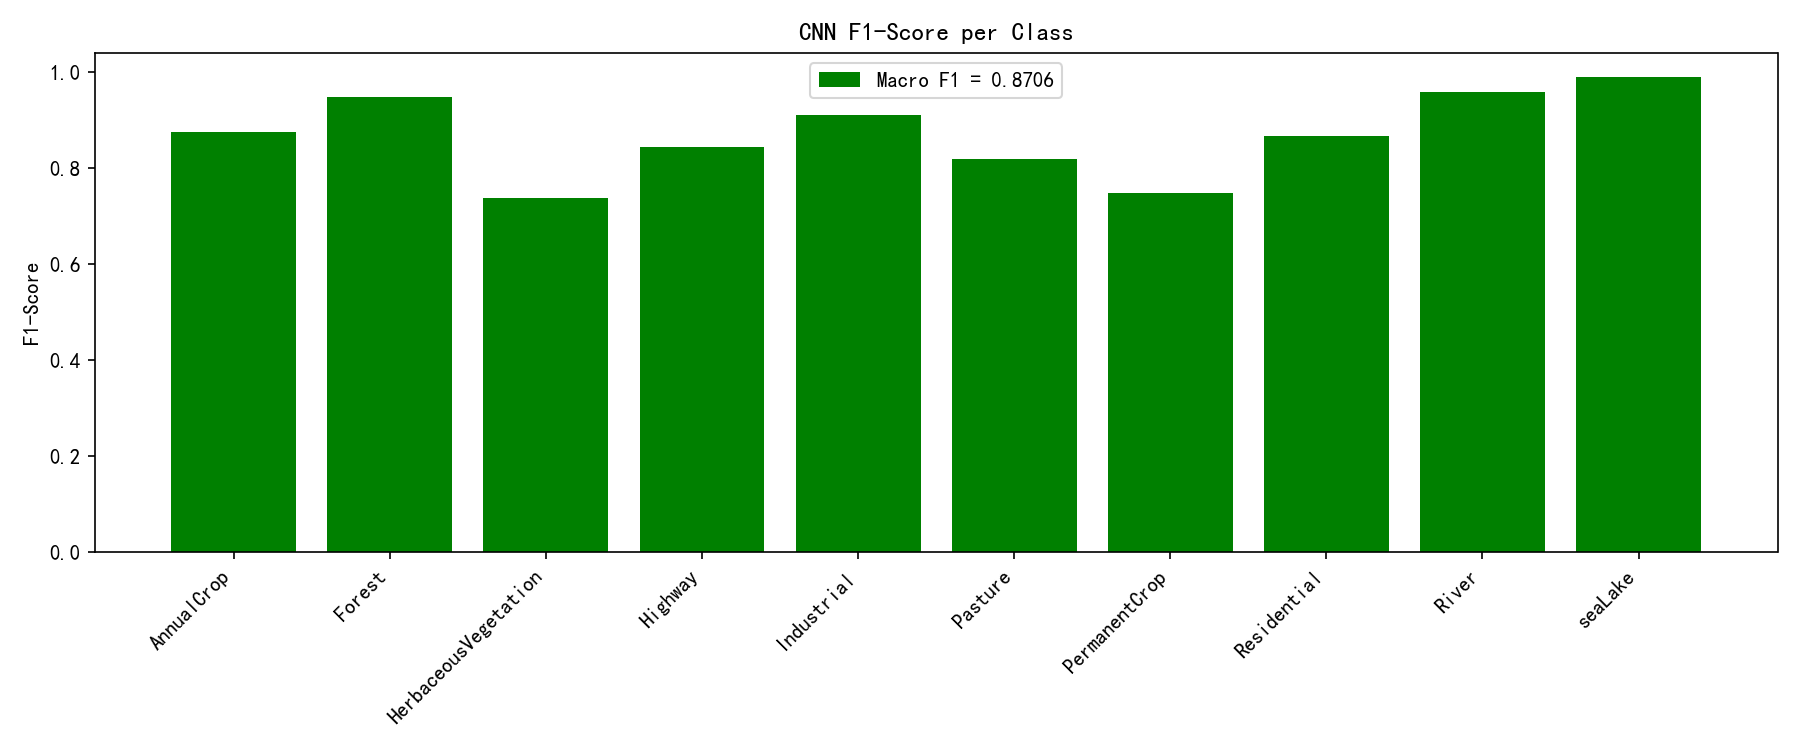 CNN F1-Score per Class
Macro F1 = 0.8706
1.0
0.8
0.6
0.4
0.2
0.0
F1-Score
AnnualCrop
Forest
HerbaceousVegetation
Highway
Industrial
Pasture
PermanentCrop
Residential
River
seaLake